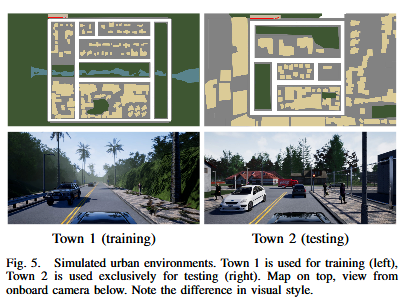 Town 1 (training) Town 2 (testing)
Fig. 5. Simulated urban environments. Town 1 is used for training (left),
Town 2 is used exclusively for testing (right). Map on top, view from
onboard camera below. Note the difference in visual style.